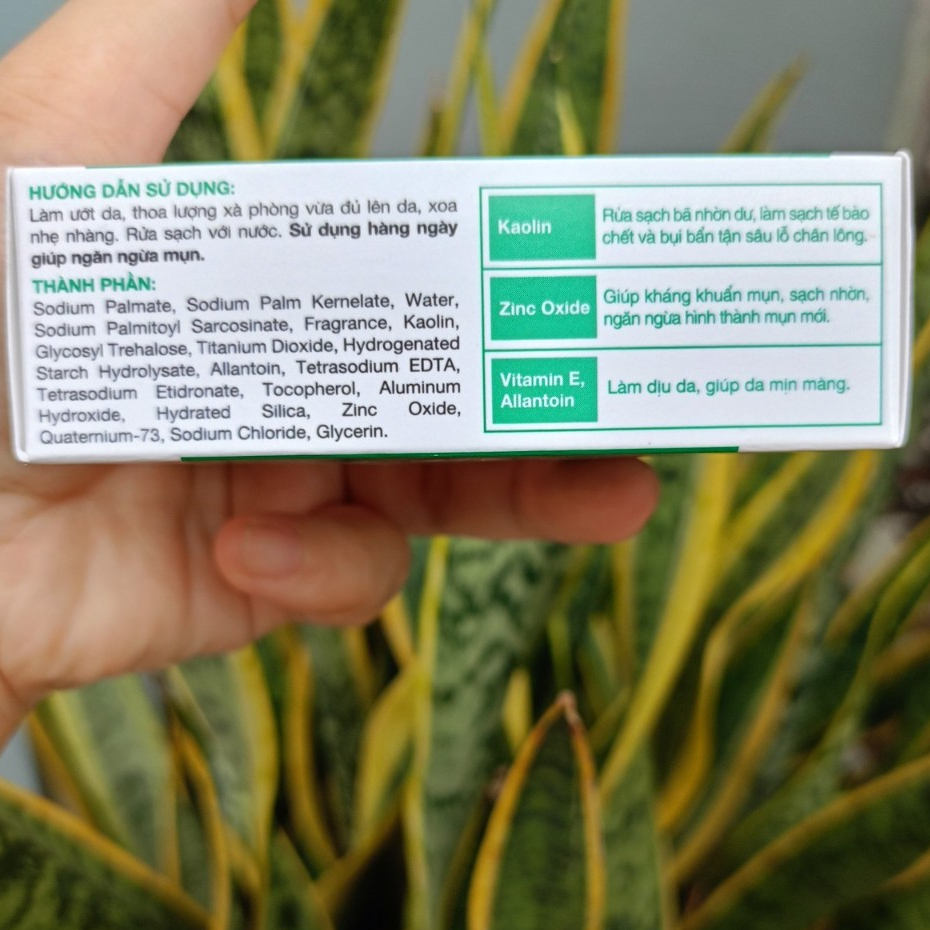 HƯỚNG DẪN SỬ DỤNG:
Làm ướt da, thoa lượng xà phòng vừa đủ lên da, xoa
nhẹ nhàng. Rửa sạch với nước. Sử dụng hàng ngày
giúp ngăn ngừa mụn.
THÀNH PHẦN:
Sodium Palmate, Sodium Palm Kernelate, Water,
Sodium Palmitoyl Sarcosinate, Fragrance, Kaolin,
Glycosyl Trehalose, Titanium Dioxide, Hydrogenated
Starch Hydrolysate, Allantoin, Tetrasodium EDTA,
Tetrasodium Etidronate, Tocopherol, Aluminum
Hydroxide, Hydrated Silica, Zinc Oxide,
Quaternium-73, Sodium Chloride, Glycerin.
Kaolin
Rửa sạch bã nhờn dư, làm sạch tế bào
chết và bụi bẩn tận sâu lỗ chân lông.
Zinc Oxide
Giúp kháng khuẩn mụn, sạch nhờn,
ngăn ngừa hình thành mụn mới.
Vitamin E,
Allantoin
Làm dịu da, giúp da mịn màng.